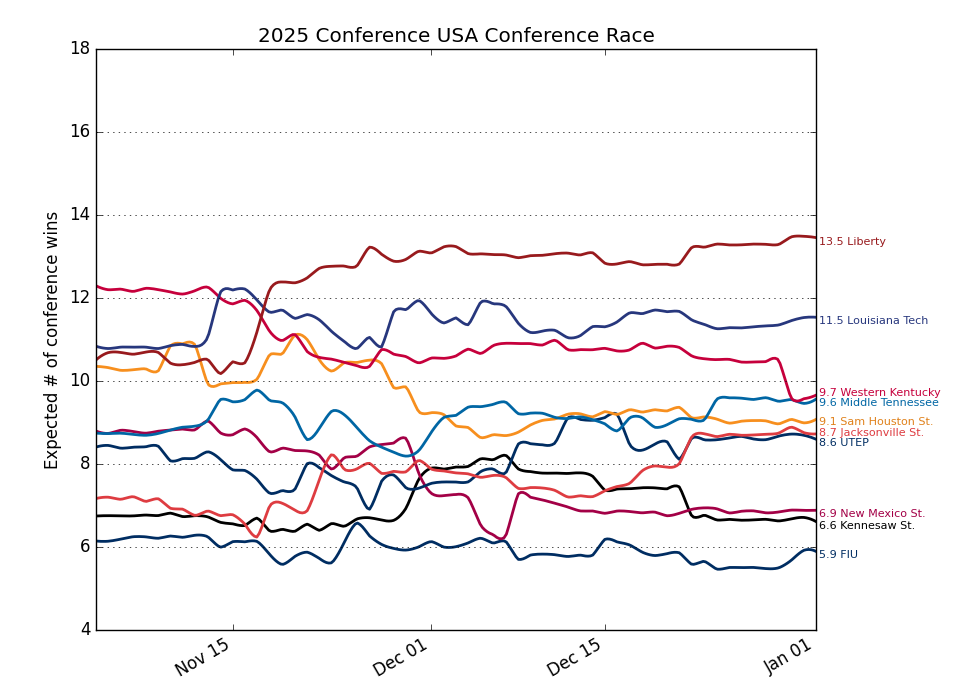 2025 Conference USA Conference Race
Expected # of conference wins
18
16
14
12
10
8
6
4
Nov 15
Dec 01
Dec 15
Jan 01
13.5 Liberty
11.5 Louisiana Tech
9.7 Western Kentucky
9.6 Middle Tennessee
9.1 Sam Houston St.
8.7 Jacksonville St.
8.6 UTEP
6.9 New Mexico St.
6.6 Kennesaw St.
5.9 FIU